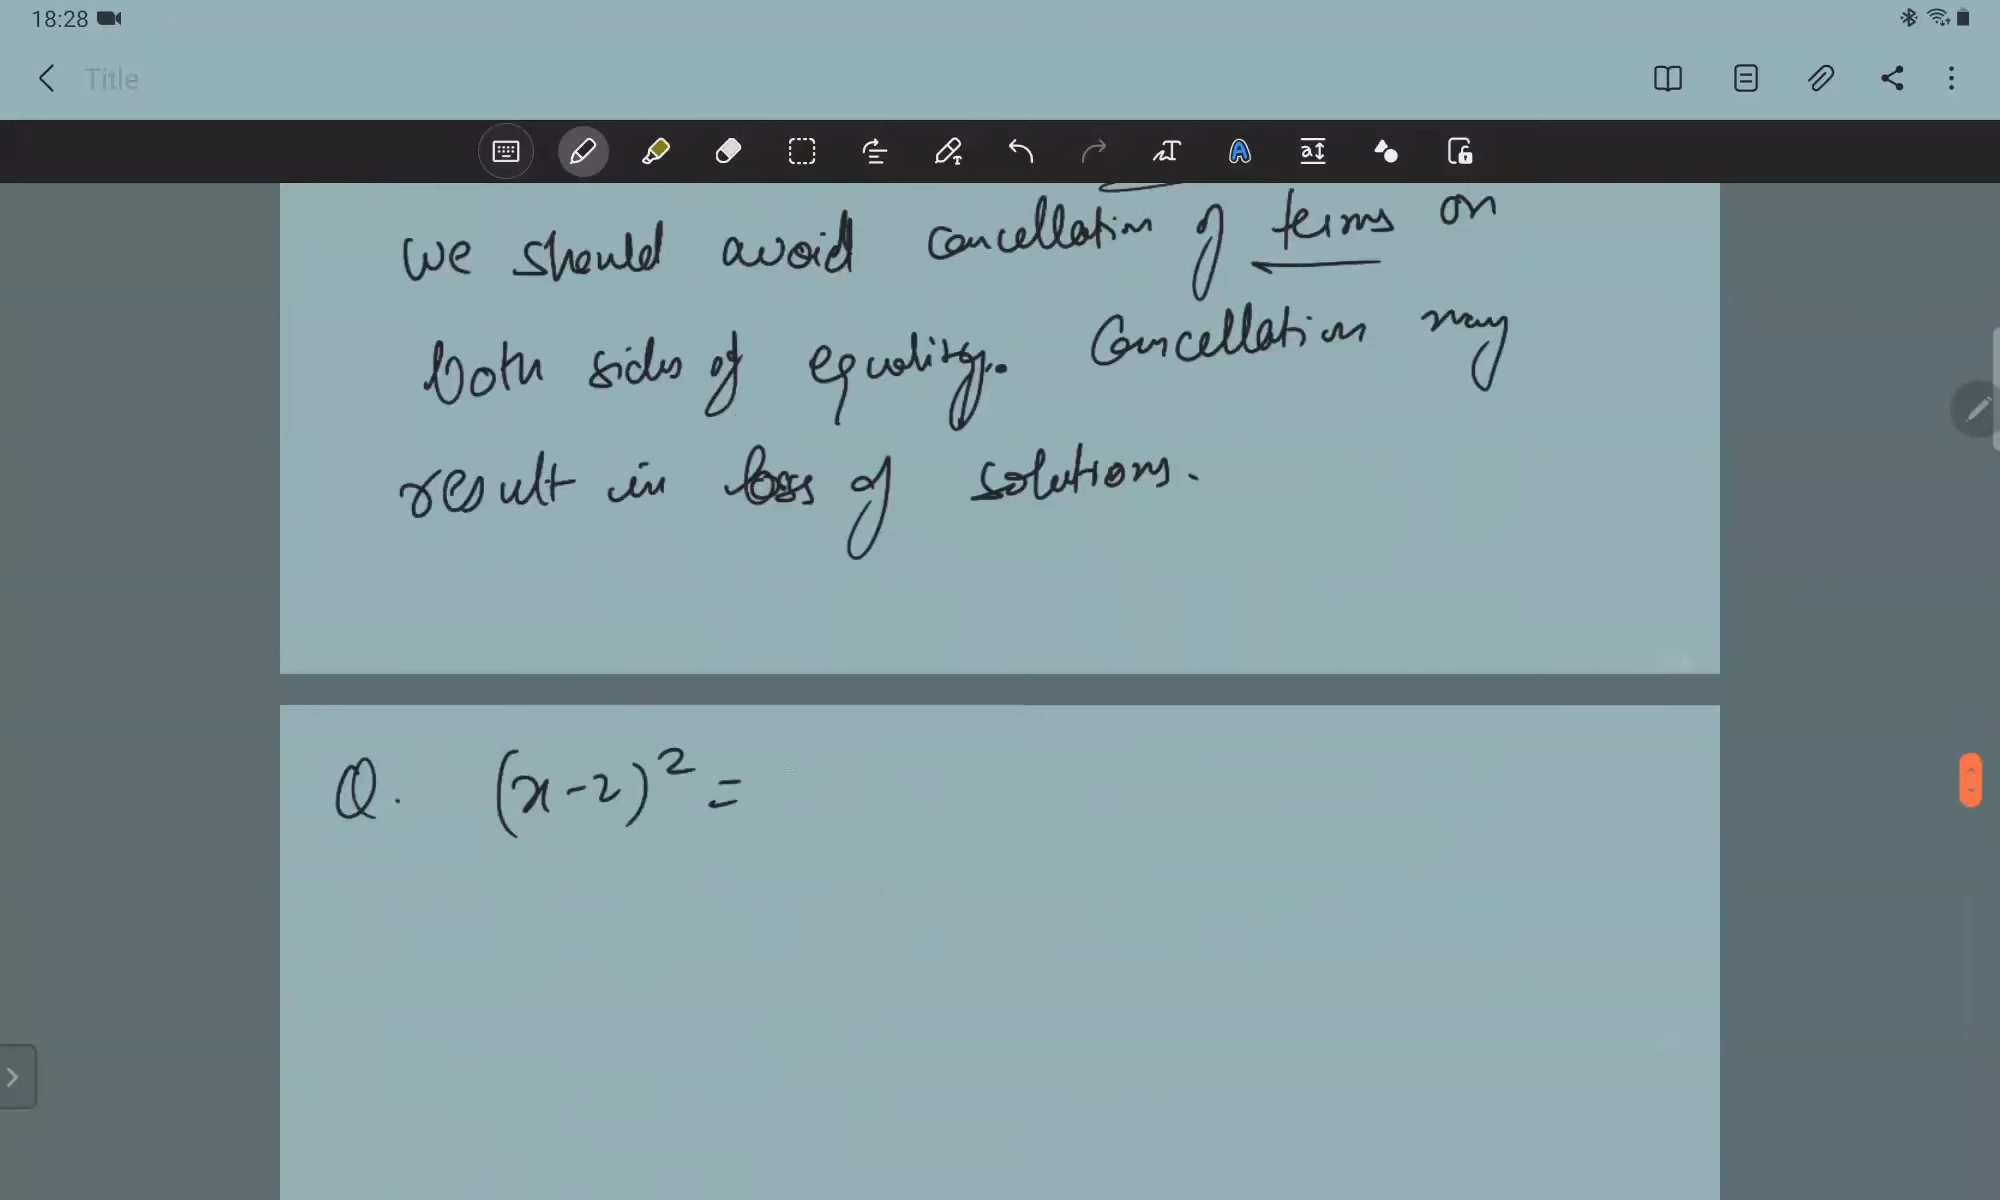 18:28
Title
we should avoid cancellation of terms on
both sides of equality. Cancellation may
result in loss of solutions.
Q. (x-2)² =